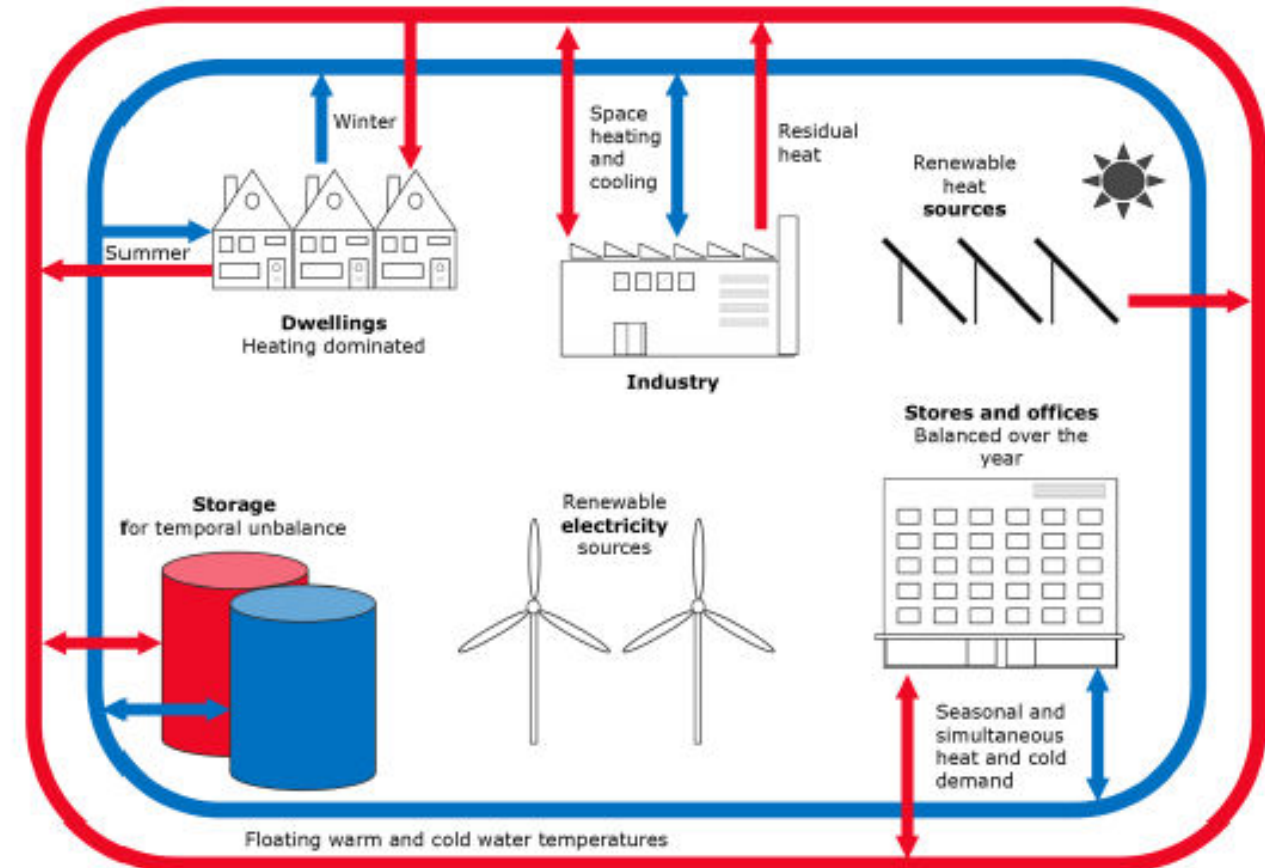 Winter
Summer
Dwellings
Heating dominated
Space
heating
and
cooling
Residual
heat
Industry
Renewable
heat
sources
Stores and offices
Balanced over the
year
Storage
for temporal unbalance
Renewable
electricity
sources
Seasonal and
simultaneous
heat and cold
demand
Floating warm and cold water temperatures